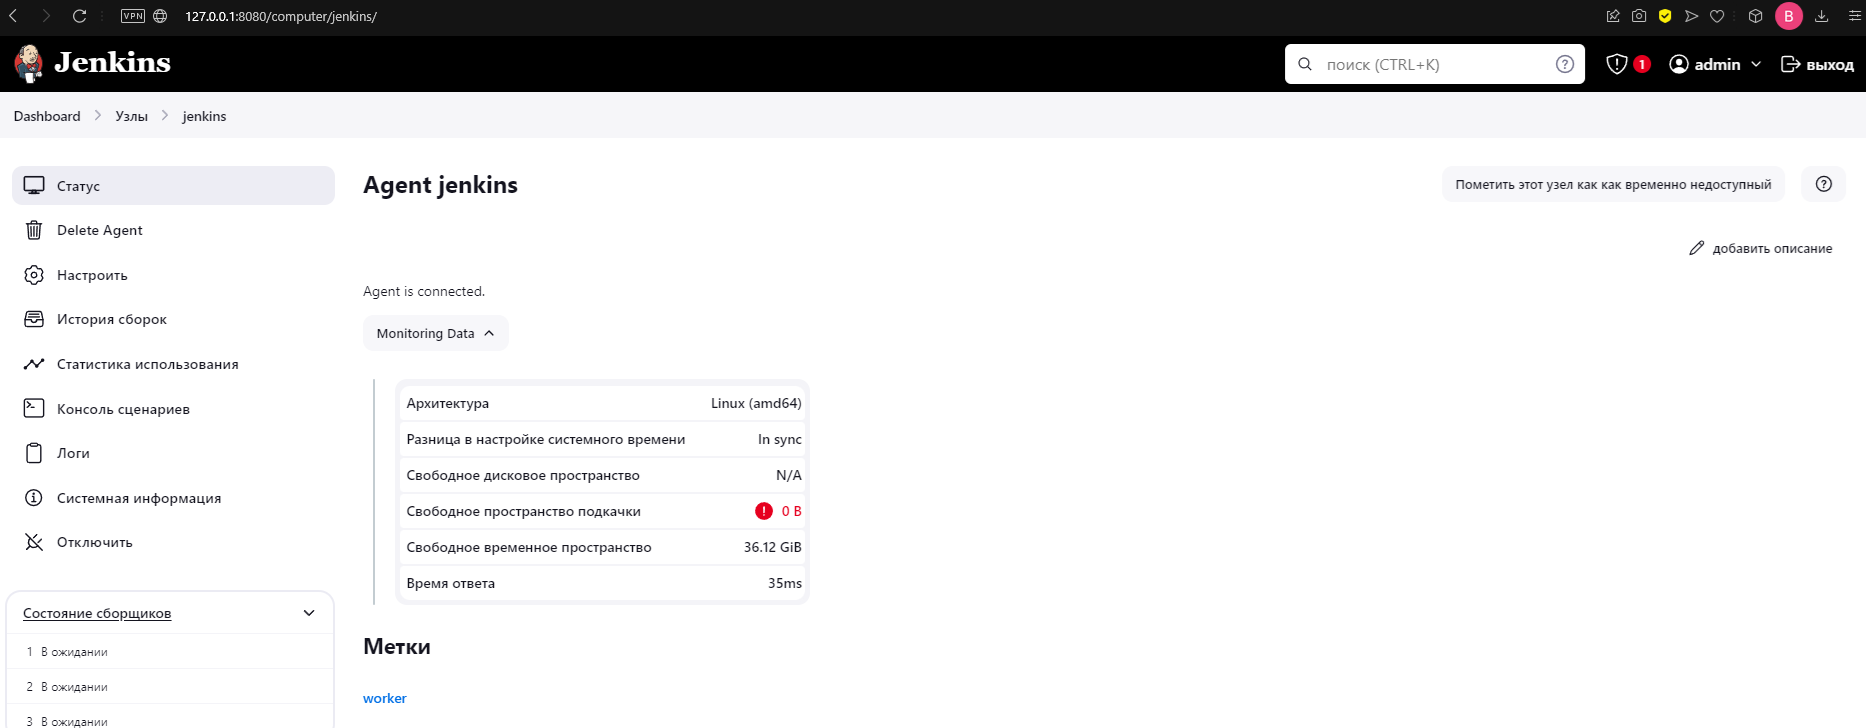 VPN 127.0.0.1:8080/computer/jenkins/ B
Jenkins поиск (CTRL+K) 1 admin выход
Dashboard Узлы jenkins
Статус
Agent jenkins
Пометить этот узел как как временно недоступный
Delete Agent
добавить описание
Настроить
Agent is connected.
История сборок
Monitoring Data
Статистика использования
Консоль сценариев
Логи
Системная информация
Отключить
Архитектура Linux (amd64)
Разница в настройке системного времени In sync
Свободное дисковое пространство N/A
Свободное пространство подкачки 0 B
Свободное временное пространство 36.12 GiB
Время ответа 35ms
Состояние сборщиков
1 В ожидании
2 В ожидании
3 В ожидании
Метки
worker